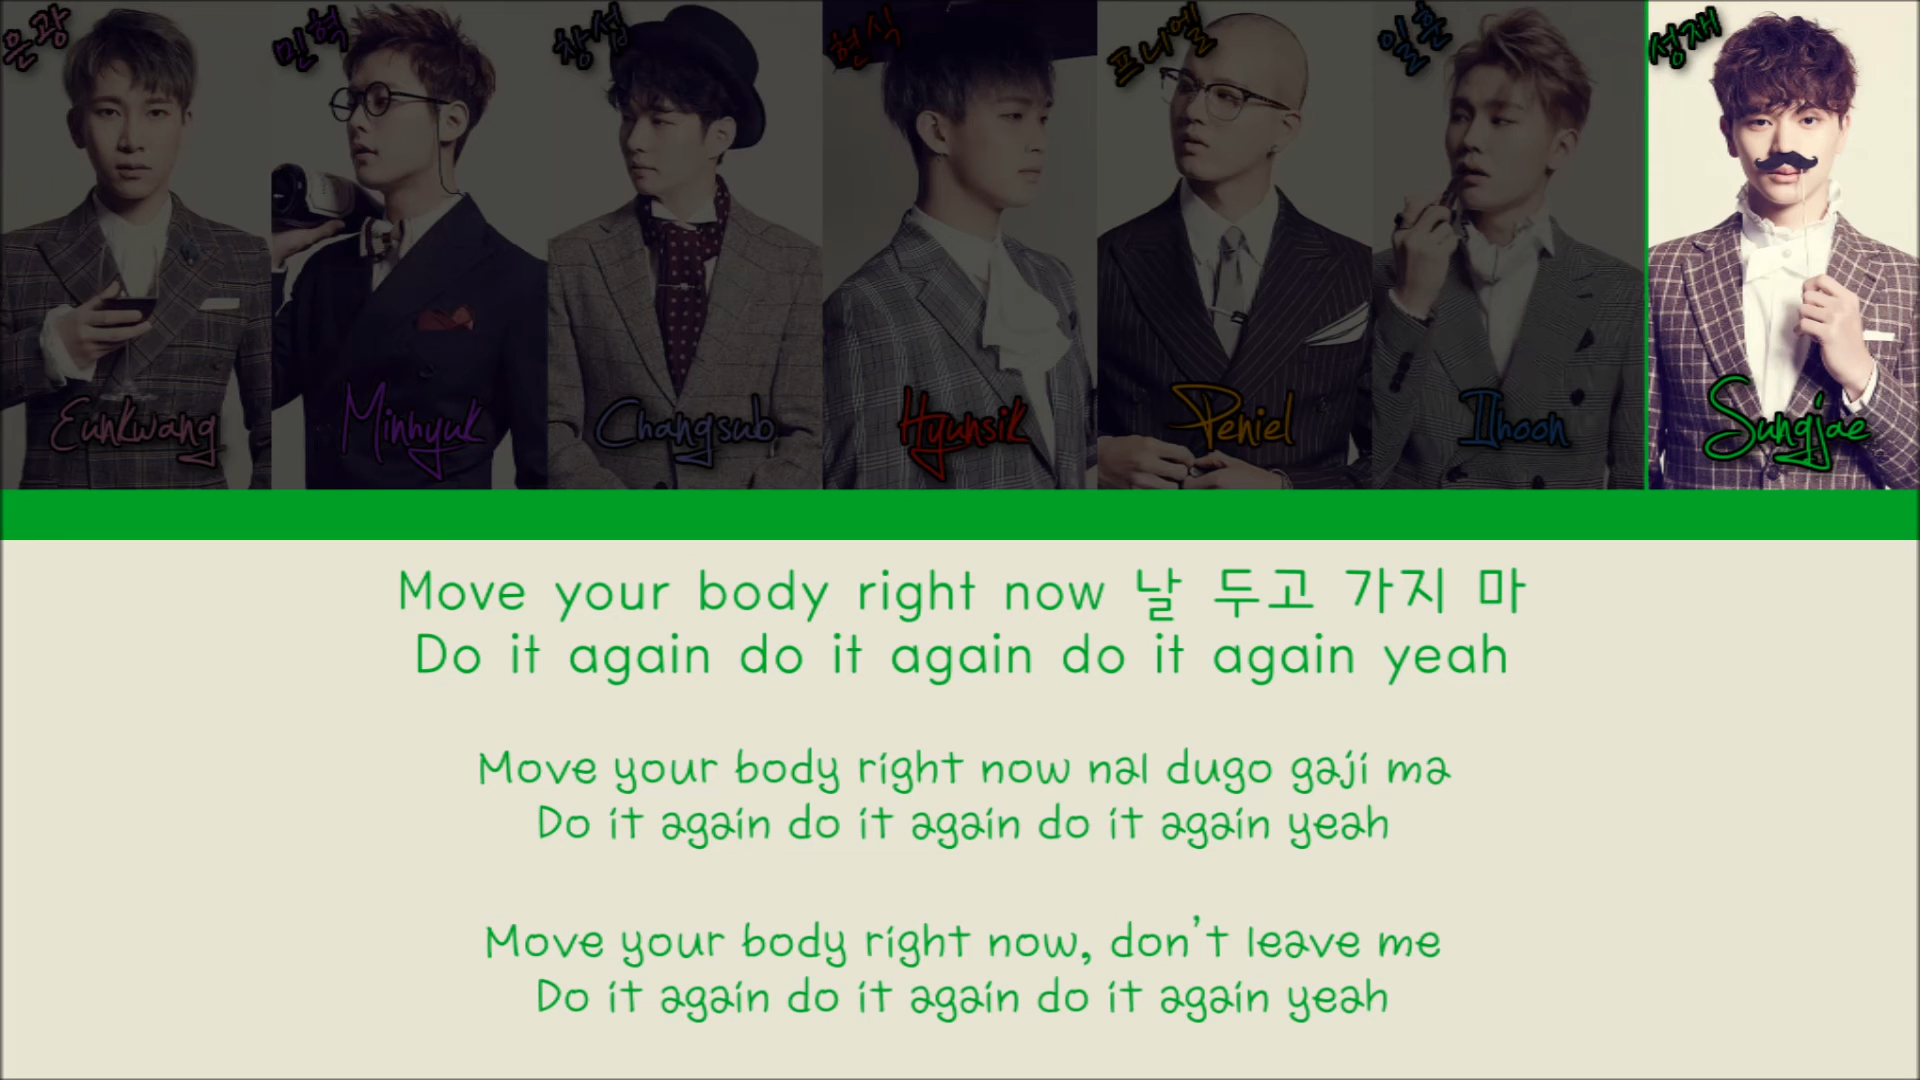 은광 민혁 창섭 현식 프니엘 일훈 성재
Eunkwang Minhyuk Changsub Hyunsik Peniel Ilhoon Sungjae
Move your body right now 날 두고 가지 마
Do it again do it again do it again yeah
Move your body right now nal dugo gaji ma
Do it again do it again do it again yeah
Move your body right now, don't leave me
Do it again do it again do it again yeah